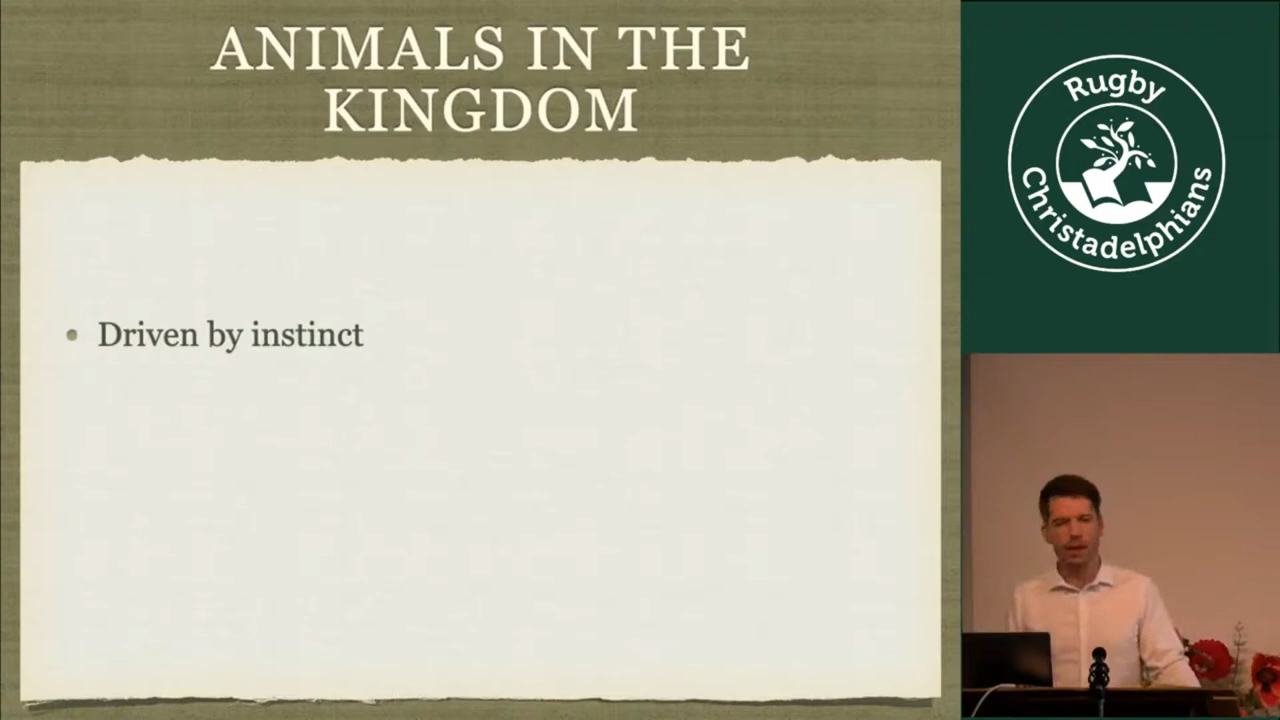 ANIMALS IN THE
KINGDOM
• Driven by instinct
Rugby
Christadelphians